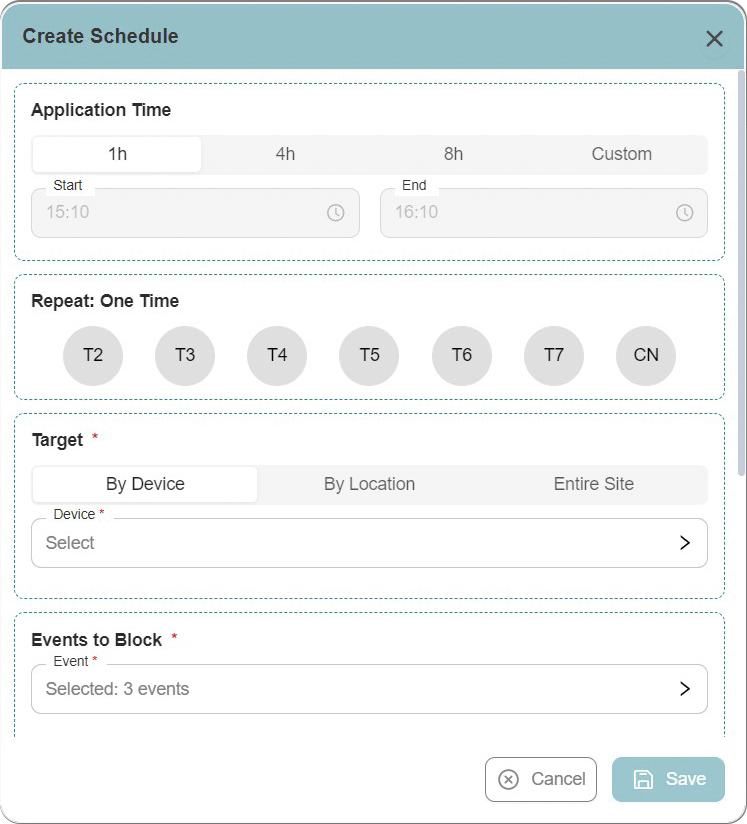 Create Schedule
Application Time
1h 4h 8h Custom
Start End
15:10 16:10
Repeat: One Time
T2 T3 T4 T5 T6 T7 CN
Target *
By Device By Location Entire Site
Device *
Select
Events to Block *
Event *
Selected: 3 events
Cancel Save